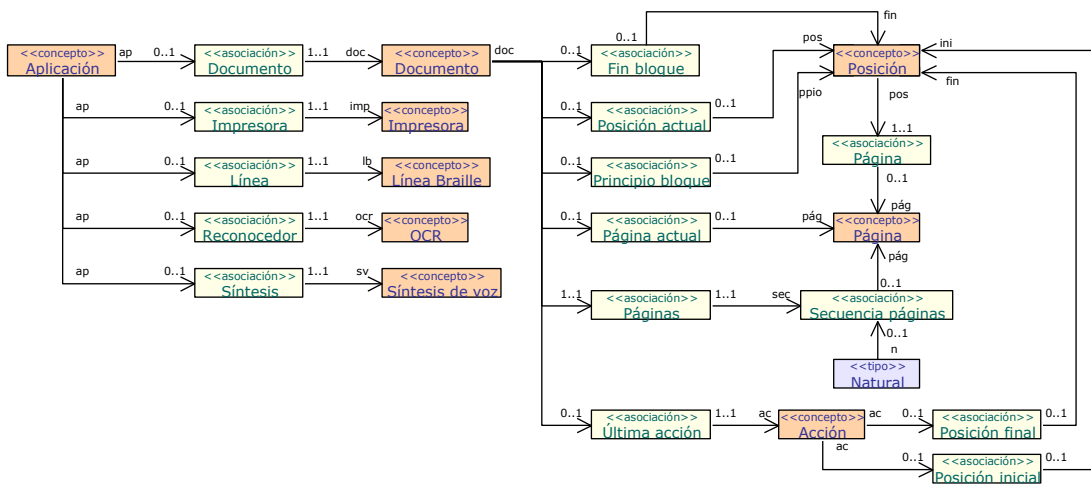 fin
ap 0..1 1..1 doc doc 0..1 0..1 pos ini
<<concepto>> <<asociación>> <<concepto>> <<asociación>> <<concepto>>
Aplicación Documento Documento Fin bloque Posición
fin
ppio
ap 0..1 1..1 imp 0..1 0..1 pos
<<asociación>> <<concepto>> <<asociación>>
Impresora Impresora Posición actual
1..1
<<asociación>>
Página
ap 0..1 1..1 lb 0..1 0..1
<<asociación>> <<concepto>> <<asociación>>
Línea Línea Braille Principio bloque
0..1
pág
ap 0..1 1..1 ocr 0..1 0..1 pág
<<asociación>> <<concepto>> <<asociación>> <<concepto>>
Reconocedor OCR Página actual Página
pág
ap 0..1 1..1 sv
<<asociación>> <<concepto>>
Síntesis Síntesis de voz
0..1
1..1 1..1 sec
<<asociación>> <<asociación>>
Páginas Secuencia páginas
0..1
n
<<tipo>>
Natural
0..1 1..1 ac ac 0..1 0..1
<<asociación>> <<concepto>> <<asociación>>
Última acción Acción Posición final
ac
0..1 0..1
<<asociación>>
Posición inicial